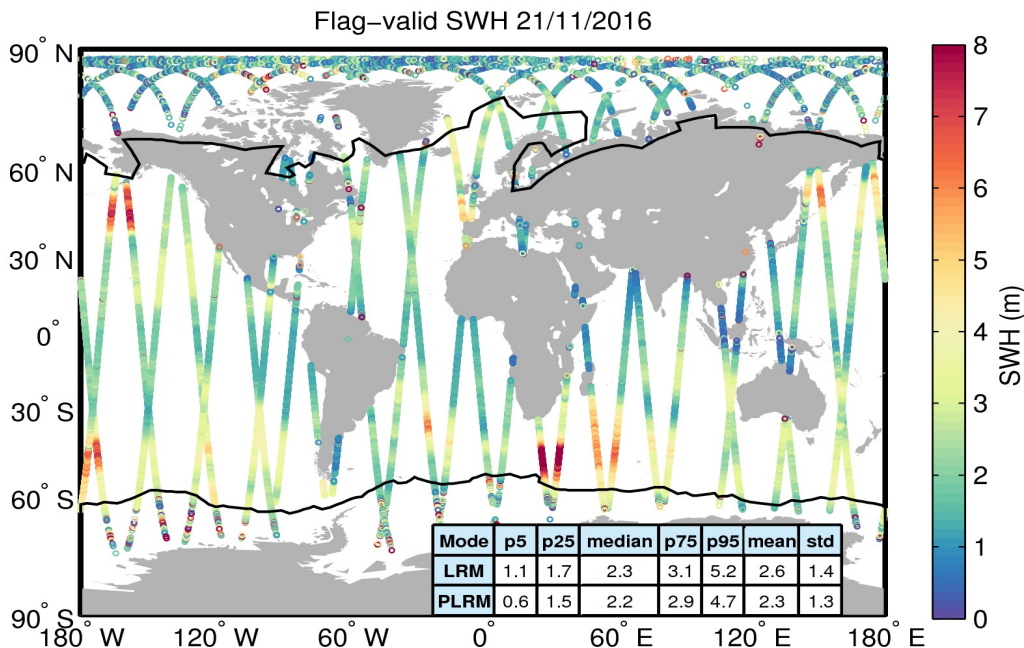 Flag-valid SWH 21/11/2016
90° N
60° N
30° N
0°
30° S
60° S
90° S
180° W
120° W
60° W
0°
60° E
120° E
180° E
8
7
6
5
4
3
2
1
0
SWH (m)
Mode p5 p25 median p75 p95 mean std
LRM 1.1 1.7 2.3 3.1 5.2 2.6 1.4
PLRM 0.6 1.5 2.2 2.9 4.7 2.3 1.3